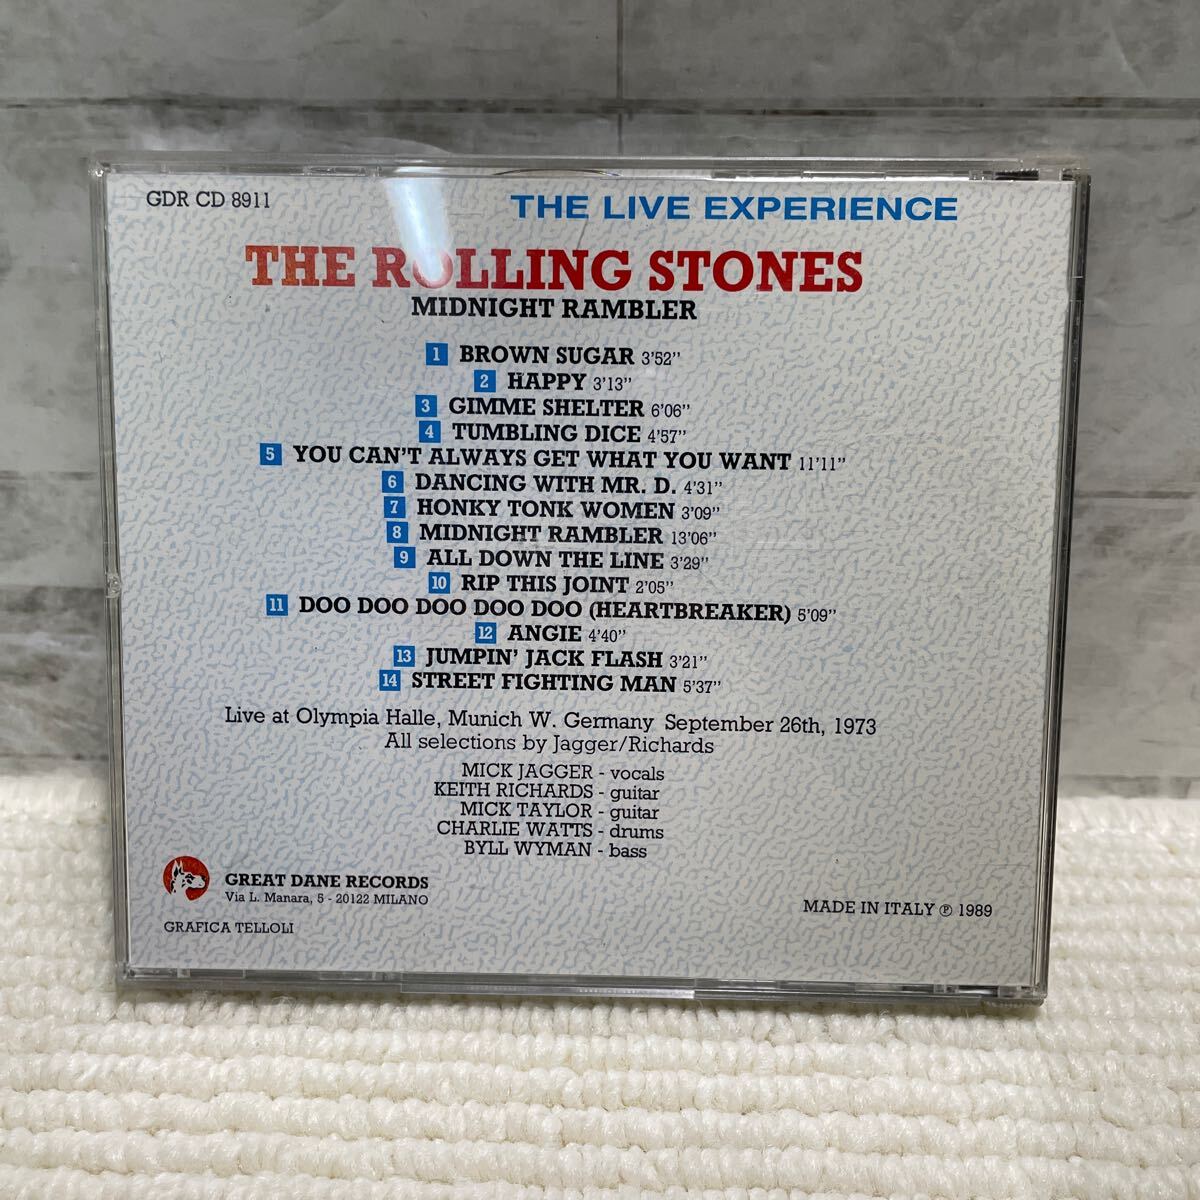 GDR CD 8911
THE LIVE EXPERIENCE
THE ROLLING STONES
MIDNIGHT RAMBLER
1 BROWN SUGAR 3'52"
2 HAPPY 3'13"
3 GIMME SHELTER 6'06"
4 TUMBLING DICE 4'57"
5 YOU CAN'T ALWAYS GET WHAT YOU WANT 11'11"
6 DANCING WITH MR. D. 4'31"
7 HONKY TONK WOMEN 3'09"
8 MIDNIGHT RAMBLER 13'06"
9 ALL DOWN THE LINE 3'29"
10 RIP THIS JOINT 2'05"
11 DOO DOO DOO DOO DOO (HEARTBREAKER) 5'09"
12 ANGIE 4'40"
13 JUMPIN' JACK FLASH 3'21"
14 STREET FIGHTING MAN 5'37"
Live at Olympia Halle, Munich W. Germany September 26th, 1973
All selections by Jagger/Richards
MICK JAGGER - vocals
KEITH RICHARDS - guitar
MICK TAYLOR - guitar
CHARLIE WATTS - drums
BYLL WYMAN - bass
GREAT DANE RECORDS
Via L. Manara, 5 - 20122 MILANO
MADE IN ITALY ℗ 1989
GRAFICA TELLOLI